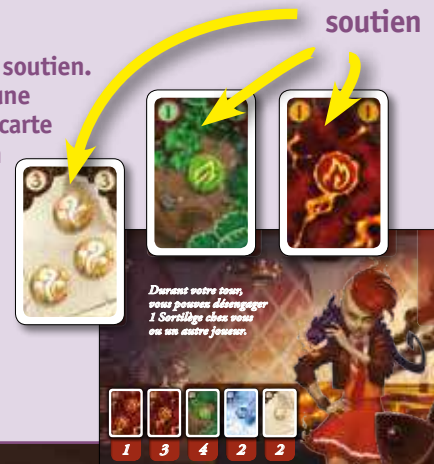 soutien
soutien.
une
carte
3 3
1
1 1
Durant votre tour,
vous pouvez désengager
1 Sortilège chez vous
ou un autre joueur.
1 3 4 2 2